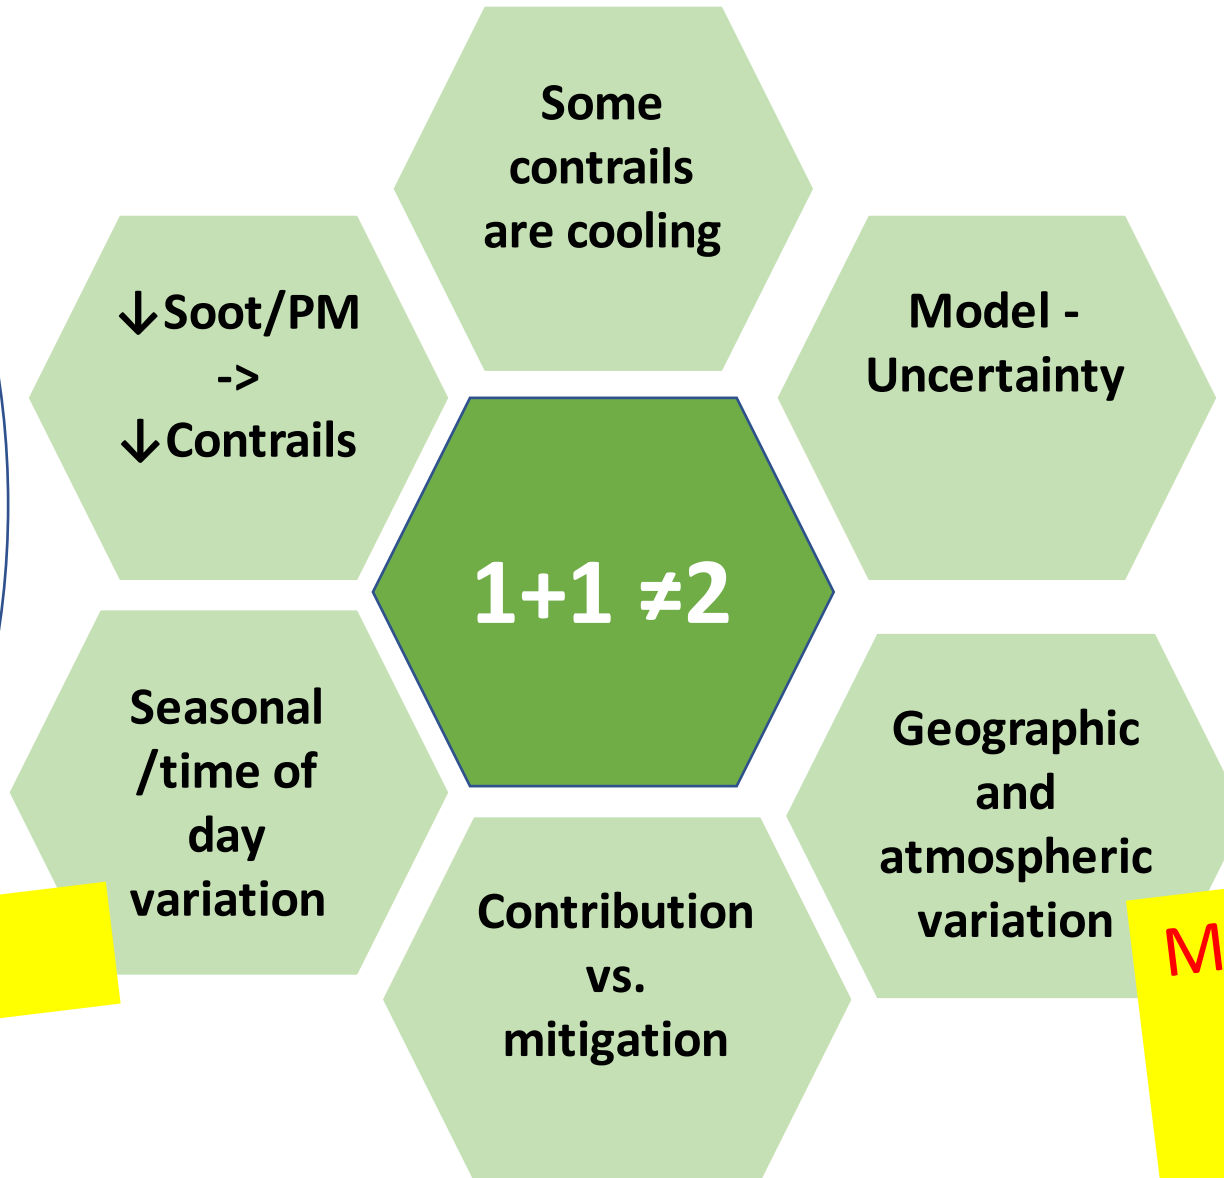 Some
contrails
are cooling
↓Soot/PM
->
↓Contrails
Model -
Uncertainty
1+1 ≠2
Seasonal
/time of
day
variation
Geographic
and
atmospheric
variation
Contribution
vs.
mitigation
M